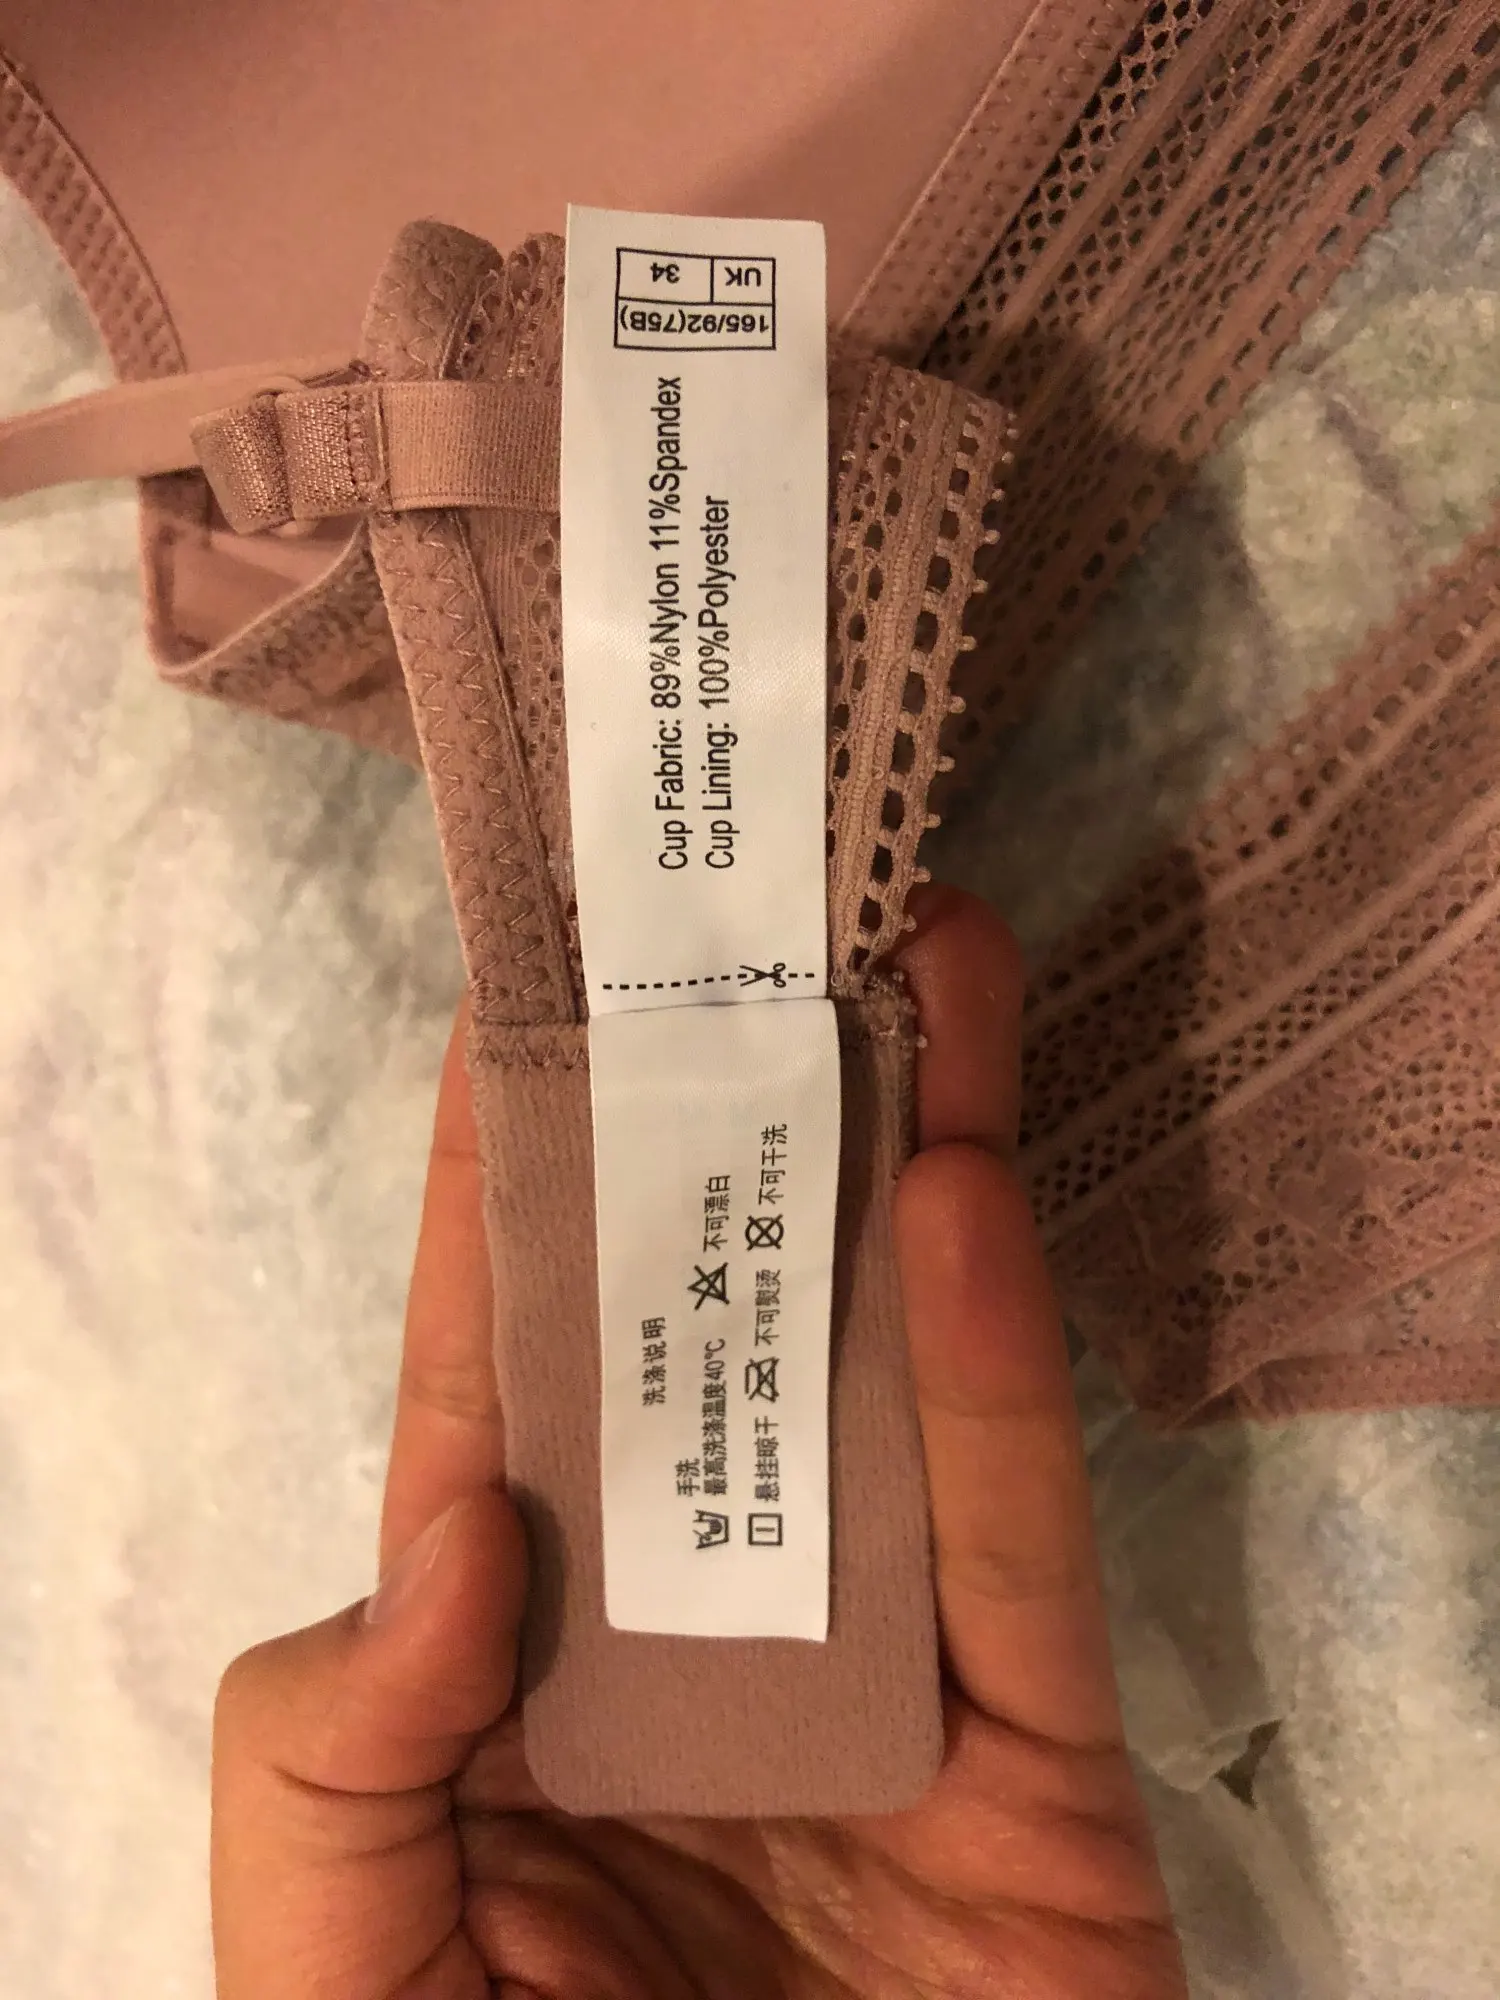 UK 34
165/92(75B)
Cup Fabric: 89%Nylon 11%Spandex
Cup Lining: 100%Polyester
洗涤说明
手洗
最高洗涤温度40℃ 不可漂白
悬挂晾干 不可熨烫 不可干洗